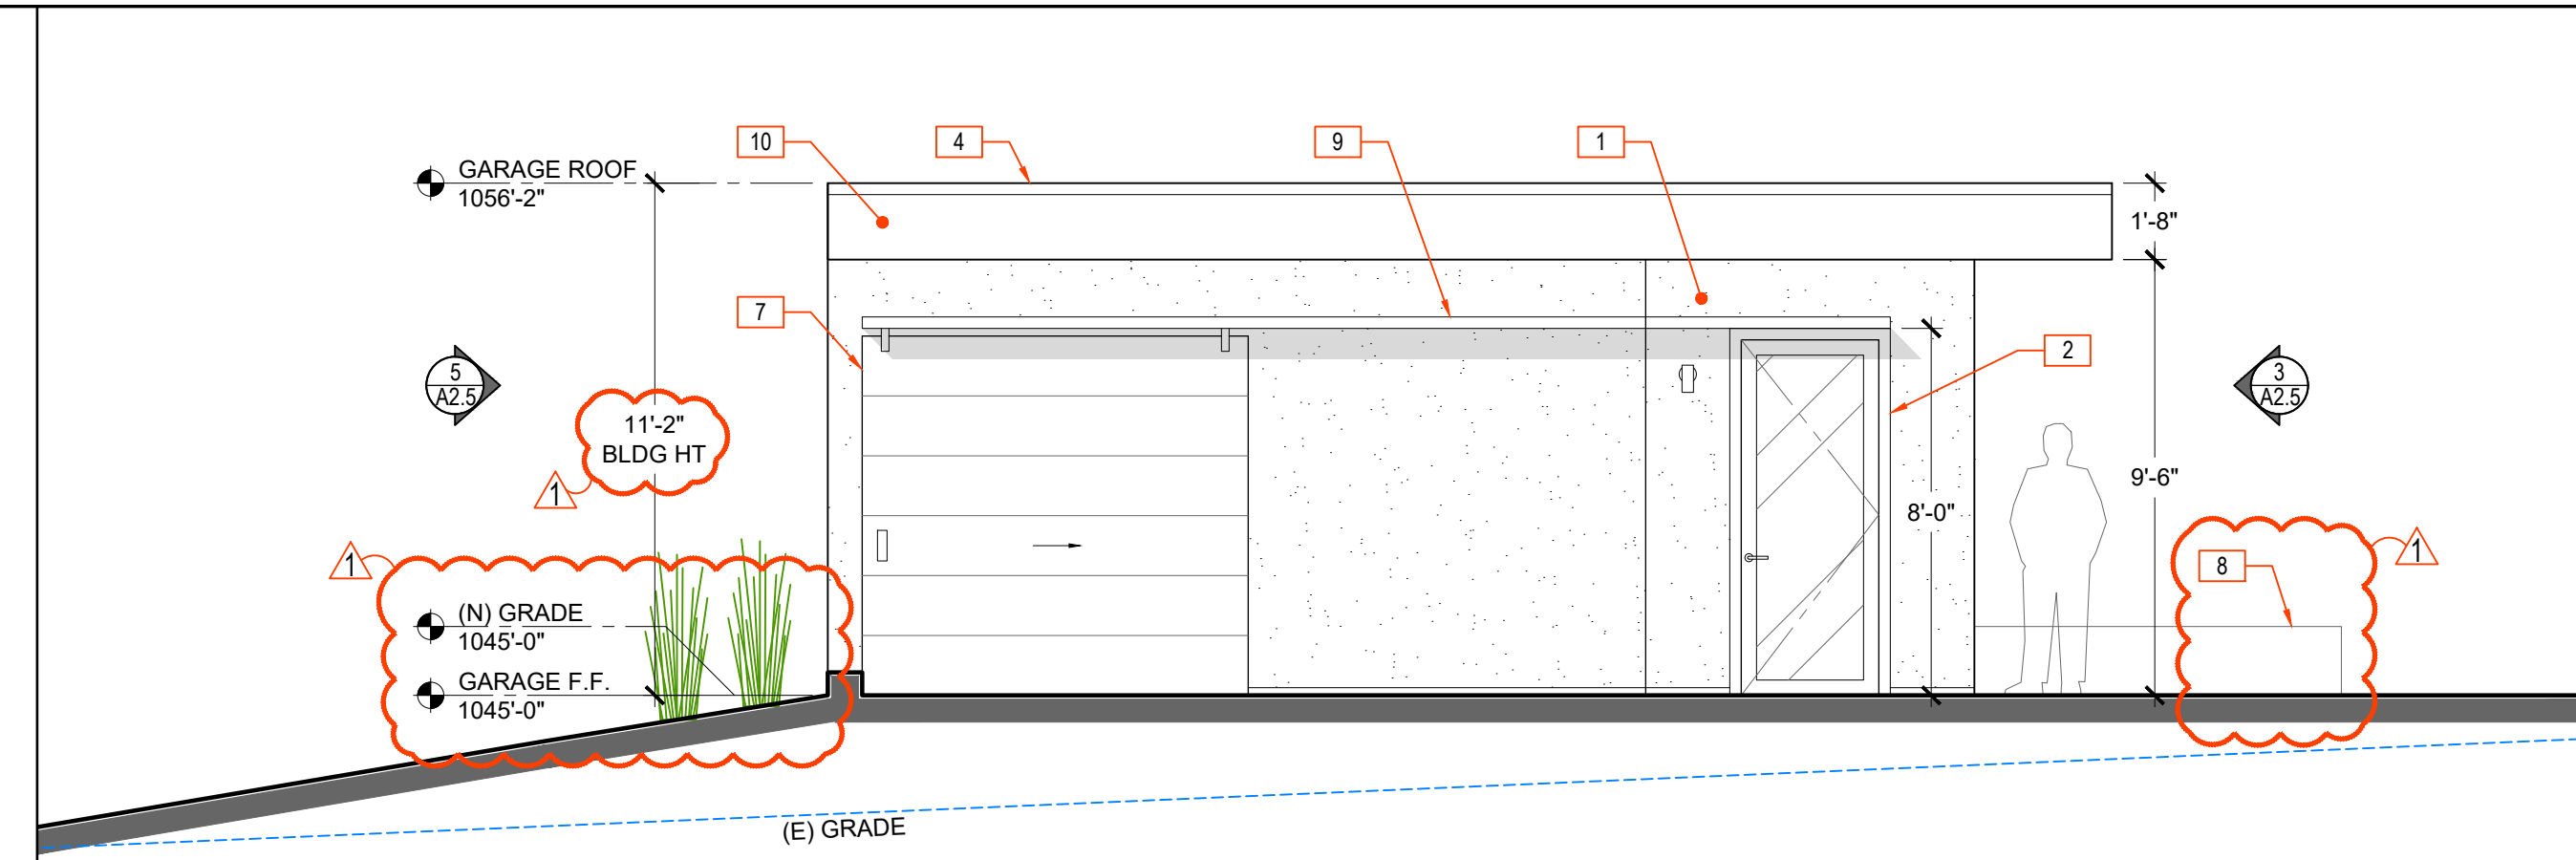 10
4
9
1
GARAGE ROOF
1056'-2"
1'-8"
7
2
5
A2.5
3
A2.5
11'-2"
BLDG HT
1
9'-6"
8'-0"
1
1
8
(N) GRADE
1045'-0"
GARAGE F.F.
1045'-0"
(E) GRADE